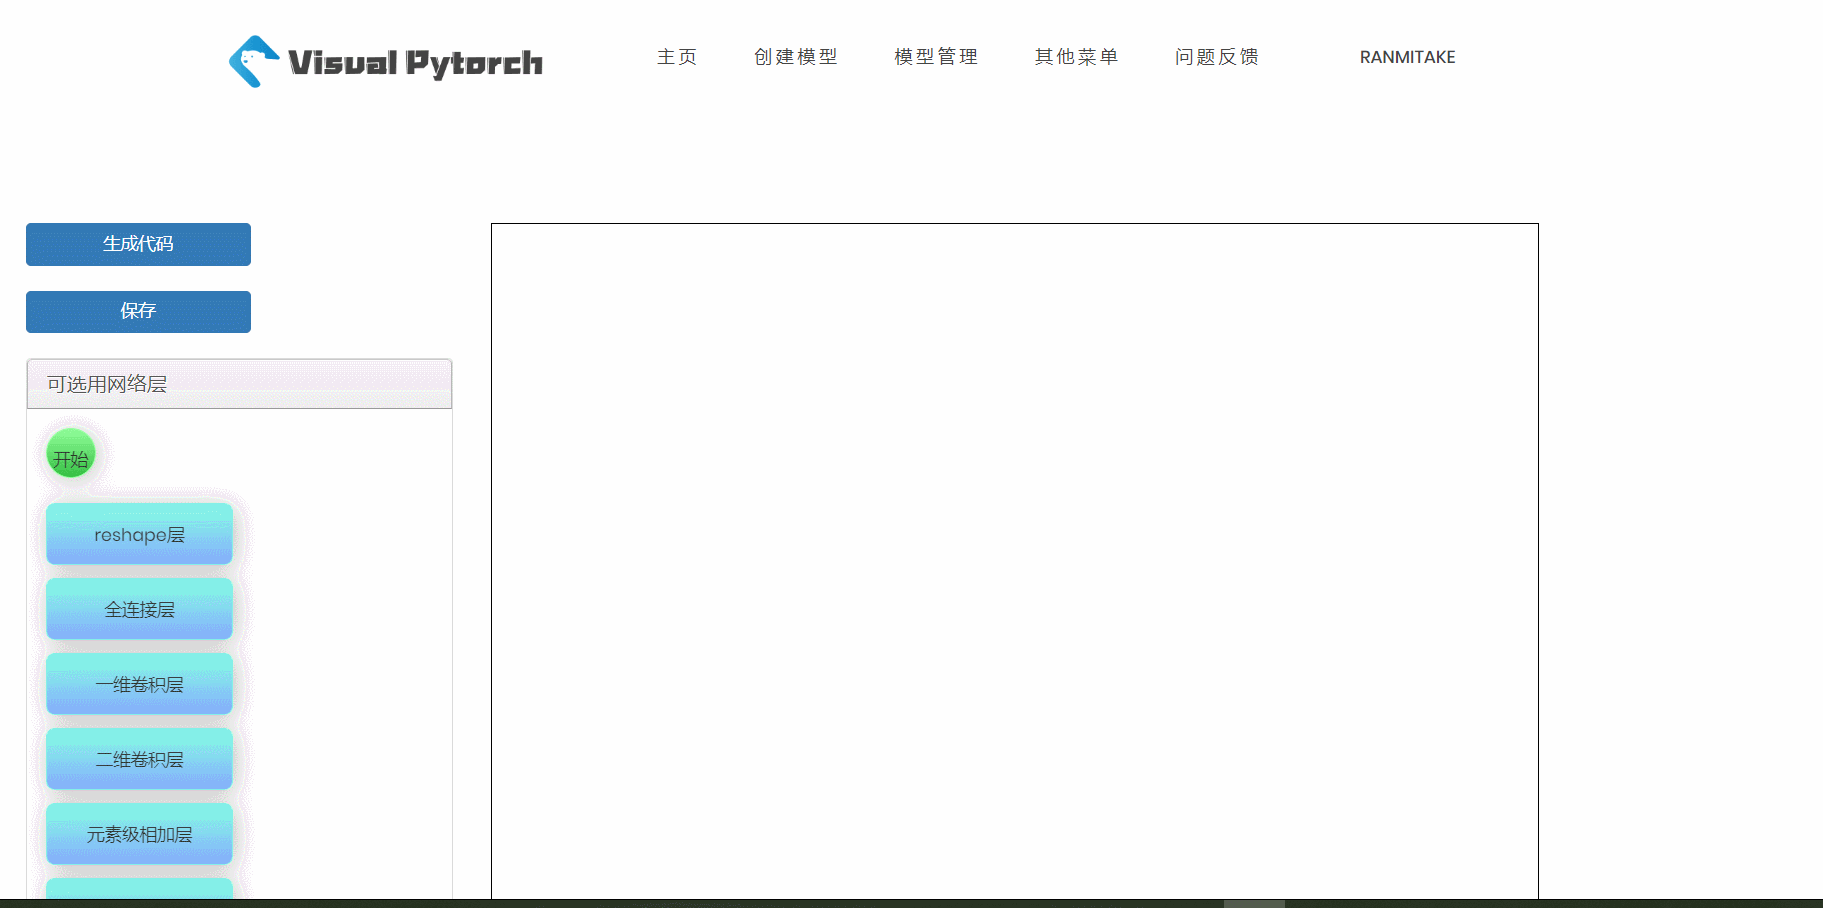 Visual Pytorch
主页 创建模型 模型管理 其他菜单 问题反馈 RANMITAKE
生成代码
保存
可选用网络层
开始
reshape层
全连接层
一维卷积层
二维卷积层
元素级相加层